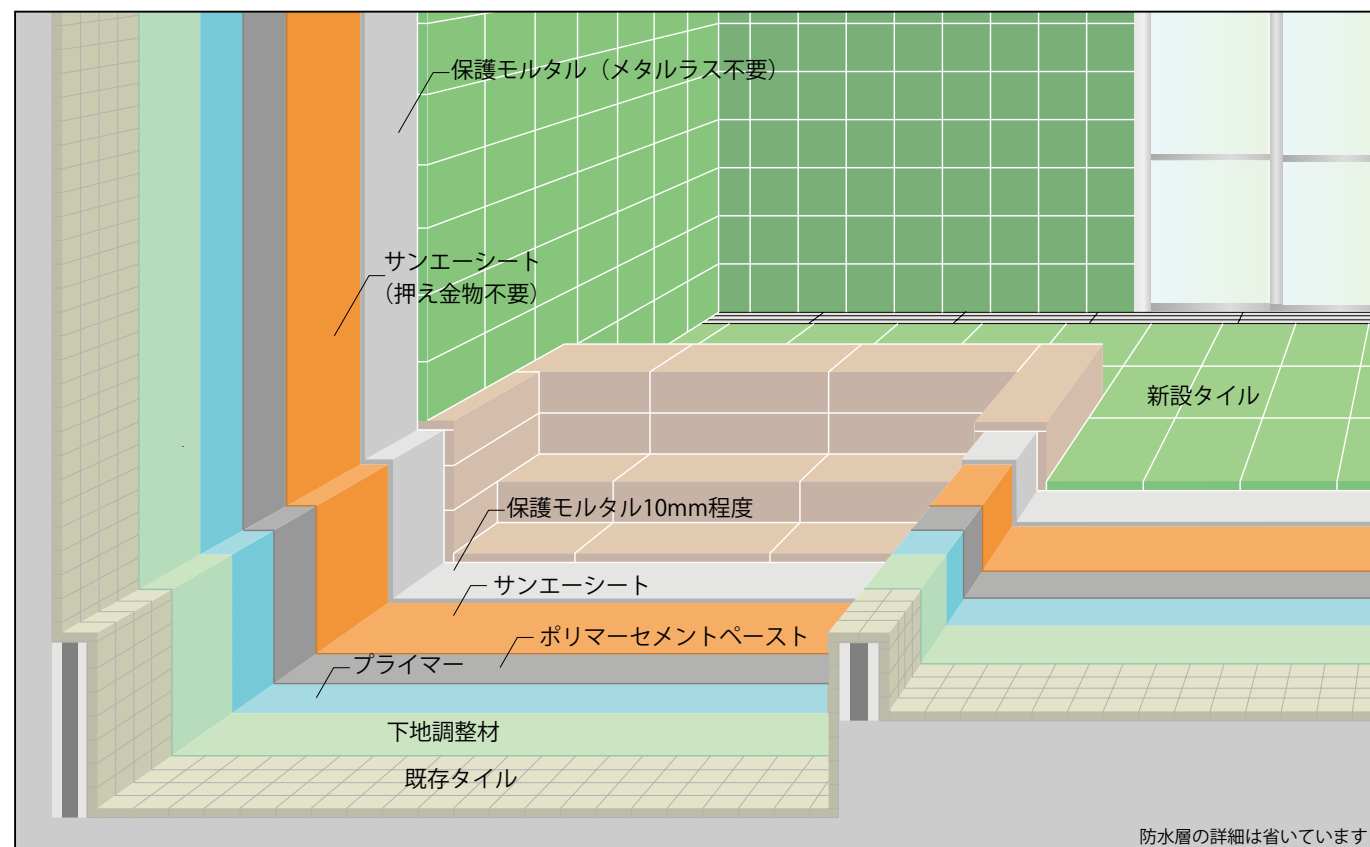 保護モルタル（メタルラス不要）
サンエーシート
（押え金物不要）
新設タイル
保護モルタル10mm程度
サンエーシート
ポリマーセメントペースト
プライマー
下地調整材
既存タイル
防水層の詳細は省いています